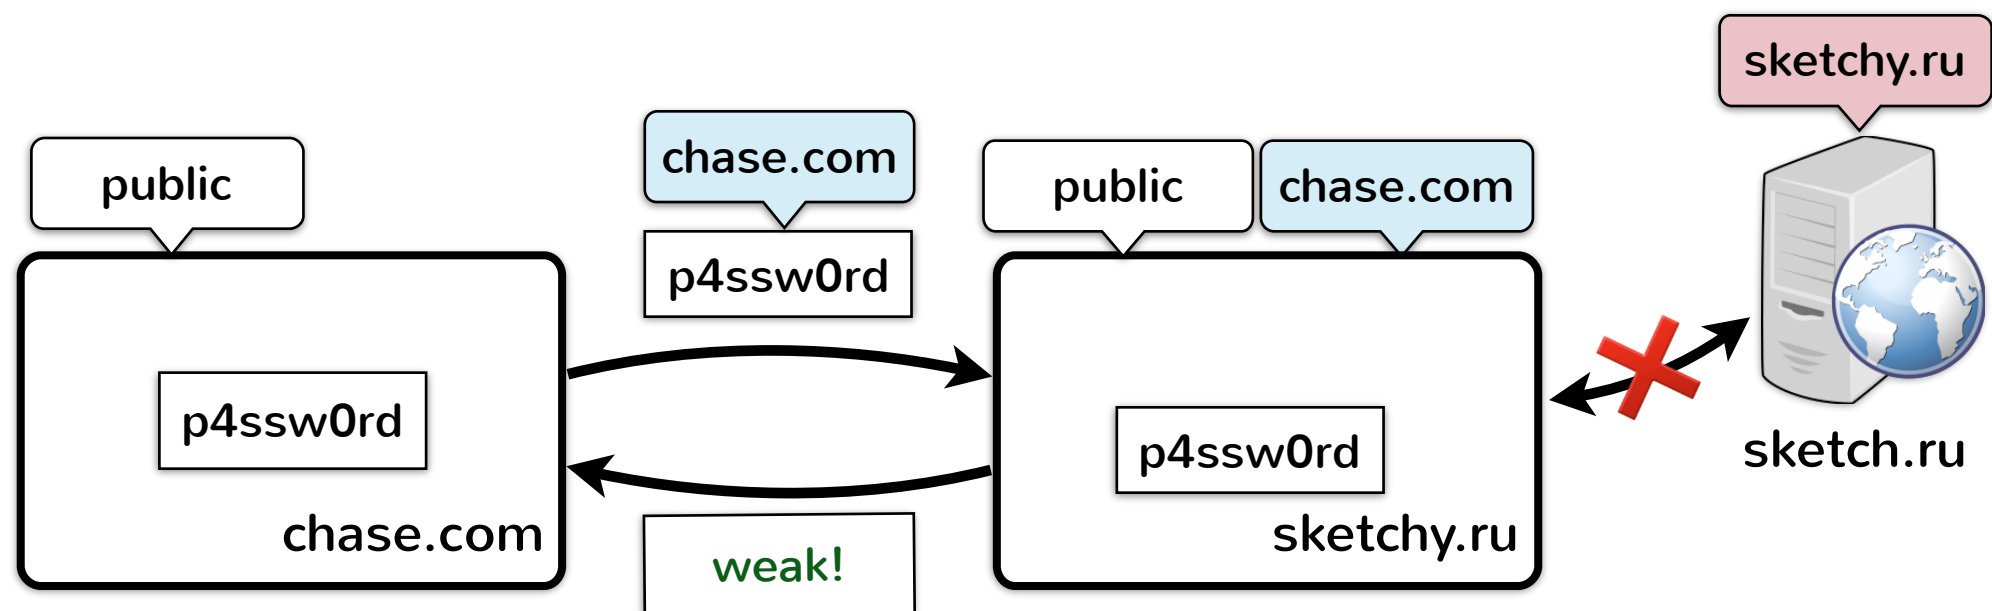 sketchy.ru
public
chase.com
public
chase.com
p4ssw0rd
p4ssw0rd
p4ssw0rd
chase.com
sketchy.ru
sketch.ru
weak!